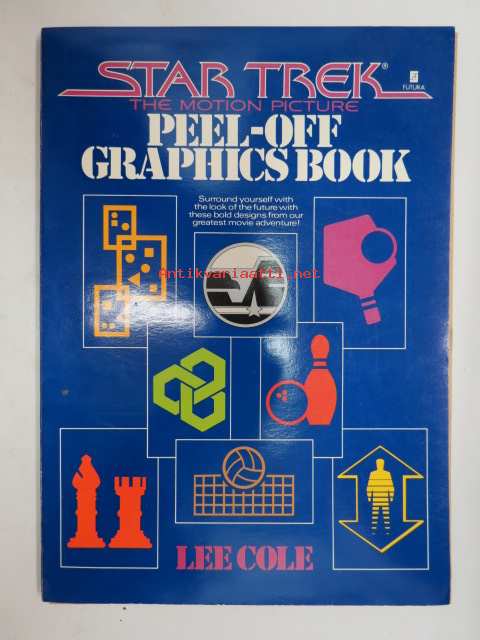 STAR TREK®
FUTURA
THE MOTION PICTURE
PEEL-OFF
GRAPHICS BOOK
Surround yourself with
the look of the future with
these bold designs from our
greatest movie adventure!
Antikvariaatti.net
LEE COLE